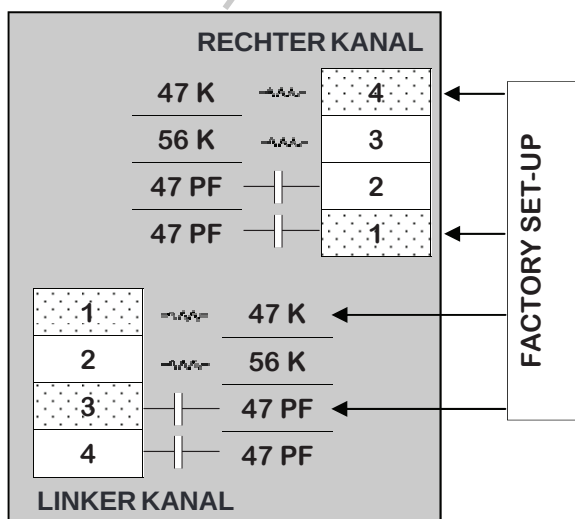 RECHTER KANAL
47 K 4
56 K 3
47 PF 2
47 PF 1
1 47 K
2 56 K
3 47 PF
4 47 PF
LINKER KANAL
FACTORY SET-UP